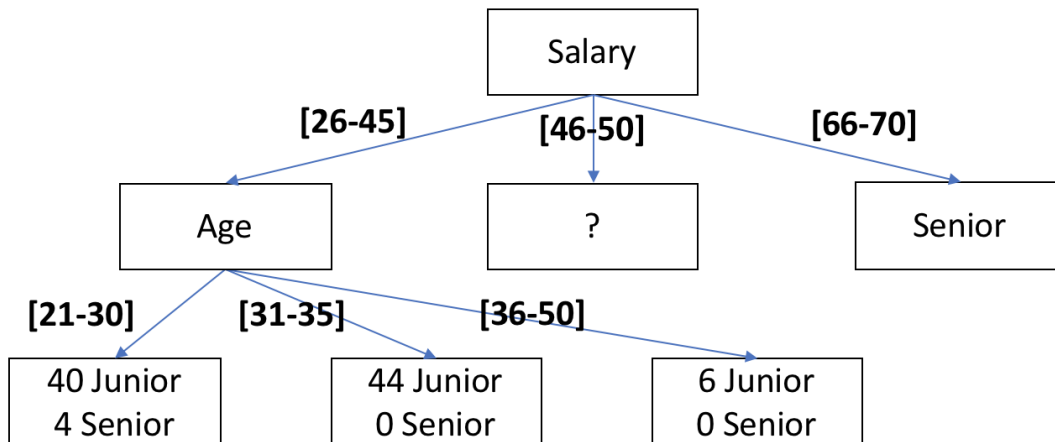 Salary
[26-45]
[46-50]
[66-70]
Age
?
Senior
[21-30]
[31-35]
[36-50]
40 Junior
4 Senior
44 Junior
0 Senior
6 Junior
0 Senior